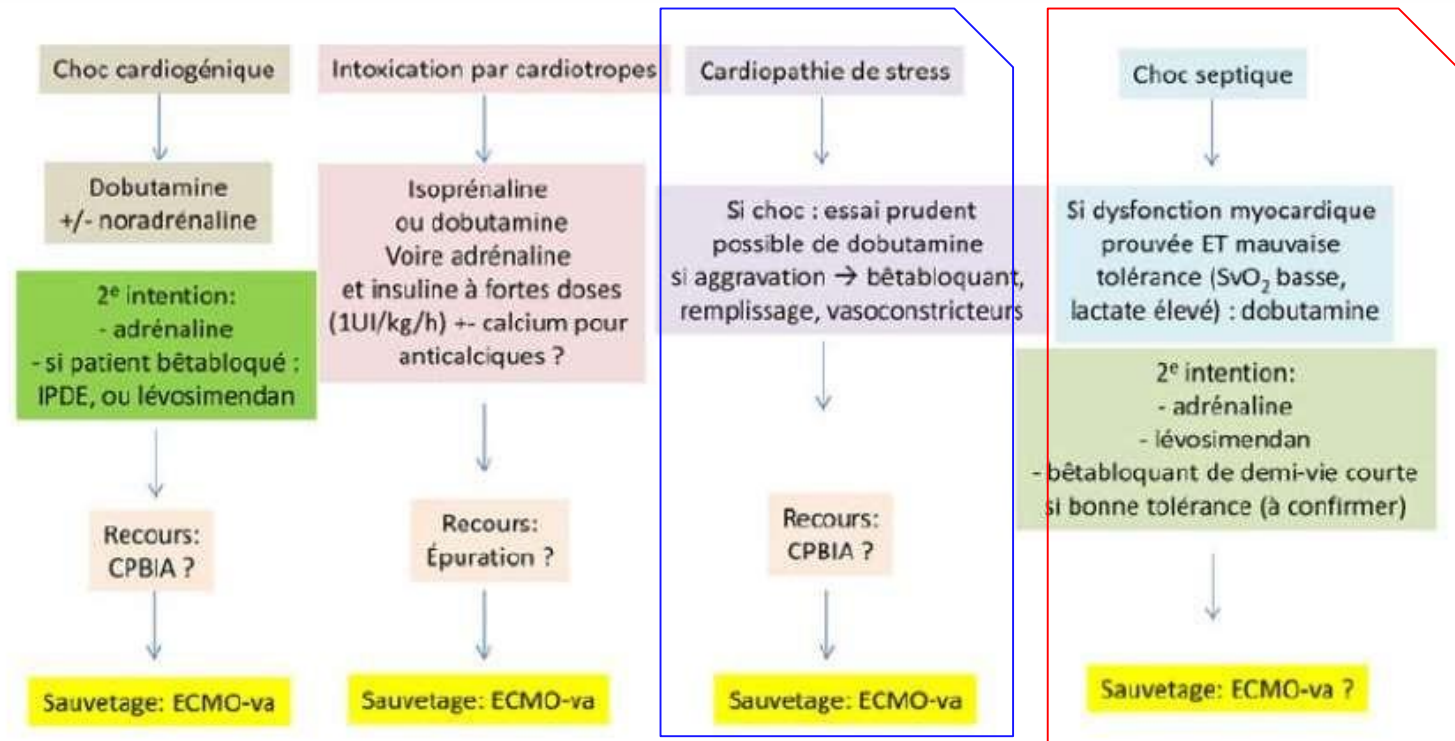 Choc cardiogénique
Dobutamine
+/- noradrénaline
2e intention:
- adrénaline
- si patient bêtabloqué :
IPDE, ou lévosimendan
Recours:
CPBIA ?
Sauvetage: ECMO-va
Intoxication par cardiotropes
Isoprénaline
ou dobutamine
Voire adrénaline
et insuline à fortes doses
(1UI/kg/h) +- calcium pour
anticalciques ?
Recours:
Épuration ?
Sauvetage: ECMO-va
Cardiopathie de stress
Si choc : essai prudent
possible de dobutamine
si aggravation → bêtabloquant,
remplissage, vasoconstricteurs
Recours:
CPBIA ?
Sauvetage: ECMO-va
Choc septique
Si dysfonction myocardique
prouvée ET mauvaise
tolérance (SvO₂ basse,
lactate élevé) : dobutamine
2e intention:
- adrénaline
- lévosimendan
- bêtabloquant de demi-vie courte
si bonne tolérance (à confirmer)
Sauvetage: ECMO-va ?